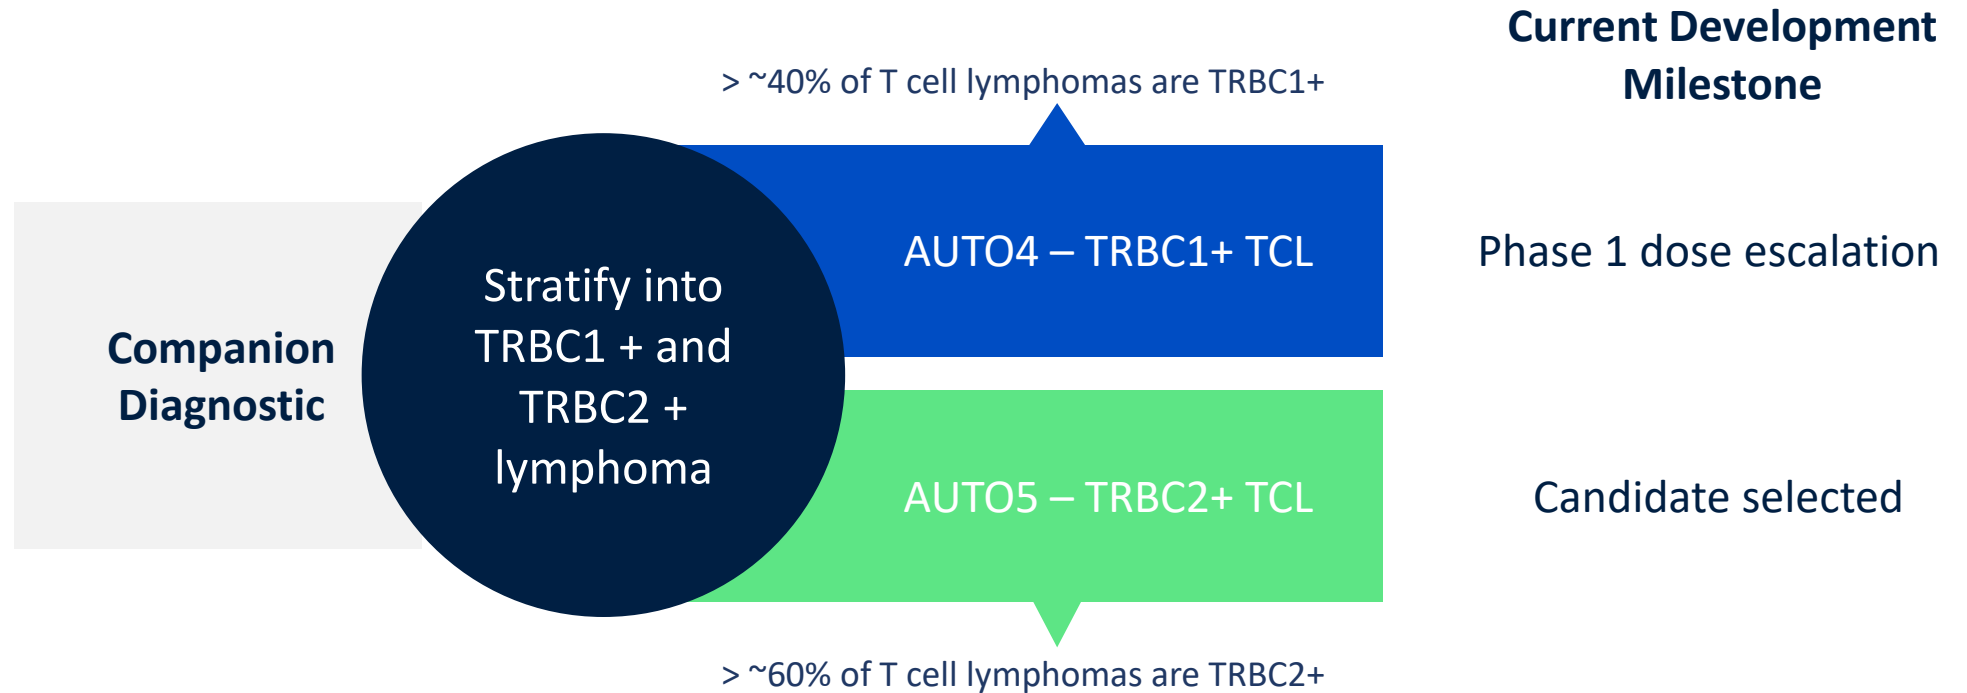 Current Development
Milestone
> ~40% of T cell lymphomas are TRBC1+
Companion
Diagnostic
Stratify into
TRBC1 + and
TRBC2 +
lymphoma
AUTO4 – TRBC1+ TCL
Phase 1 dose escalation
AUTO5 – TRBC2+ TCL
Candidate selected
> ~60% of T cell lymphomas are TRBC2+